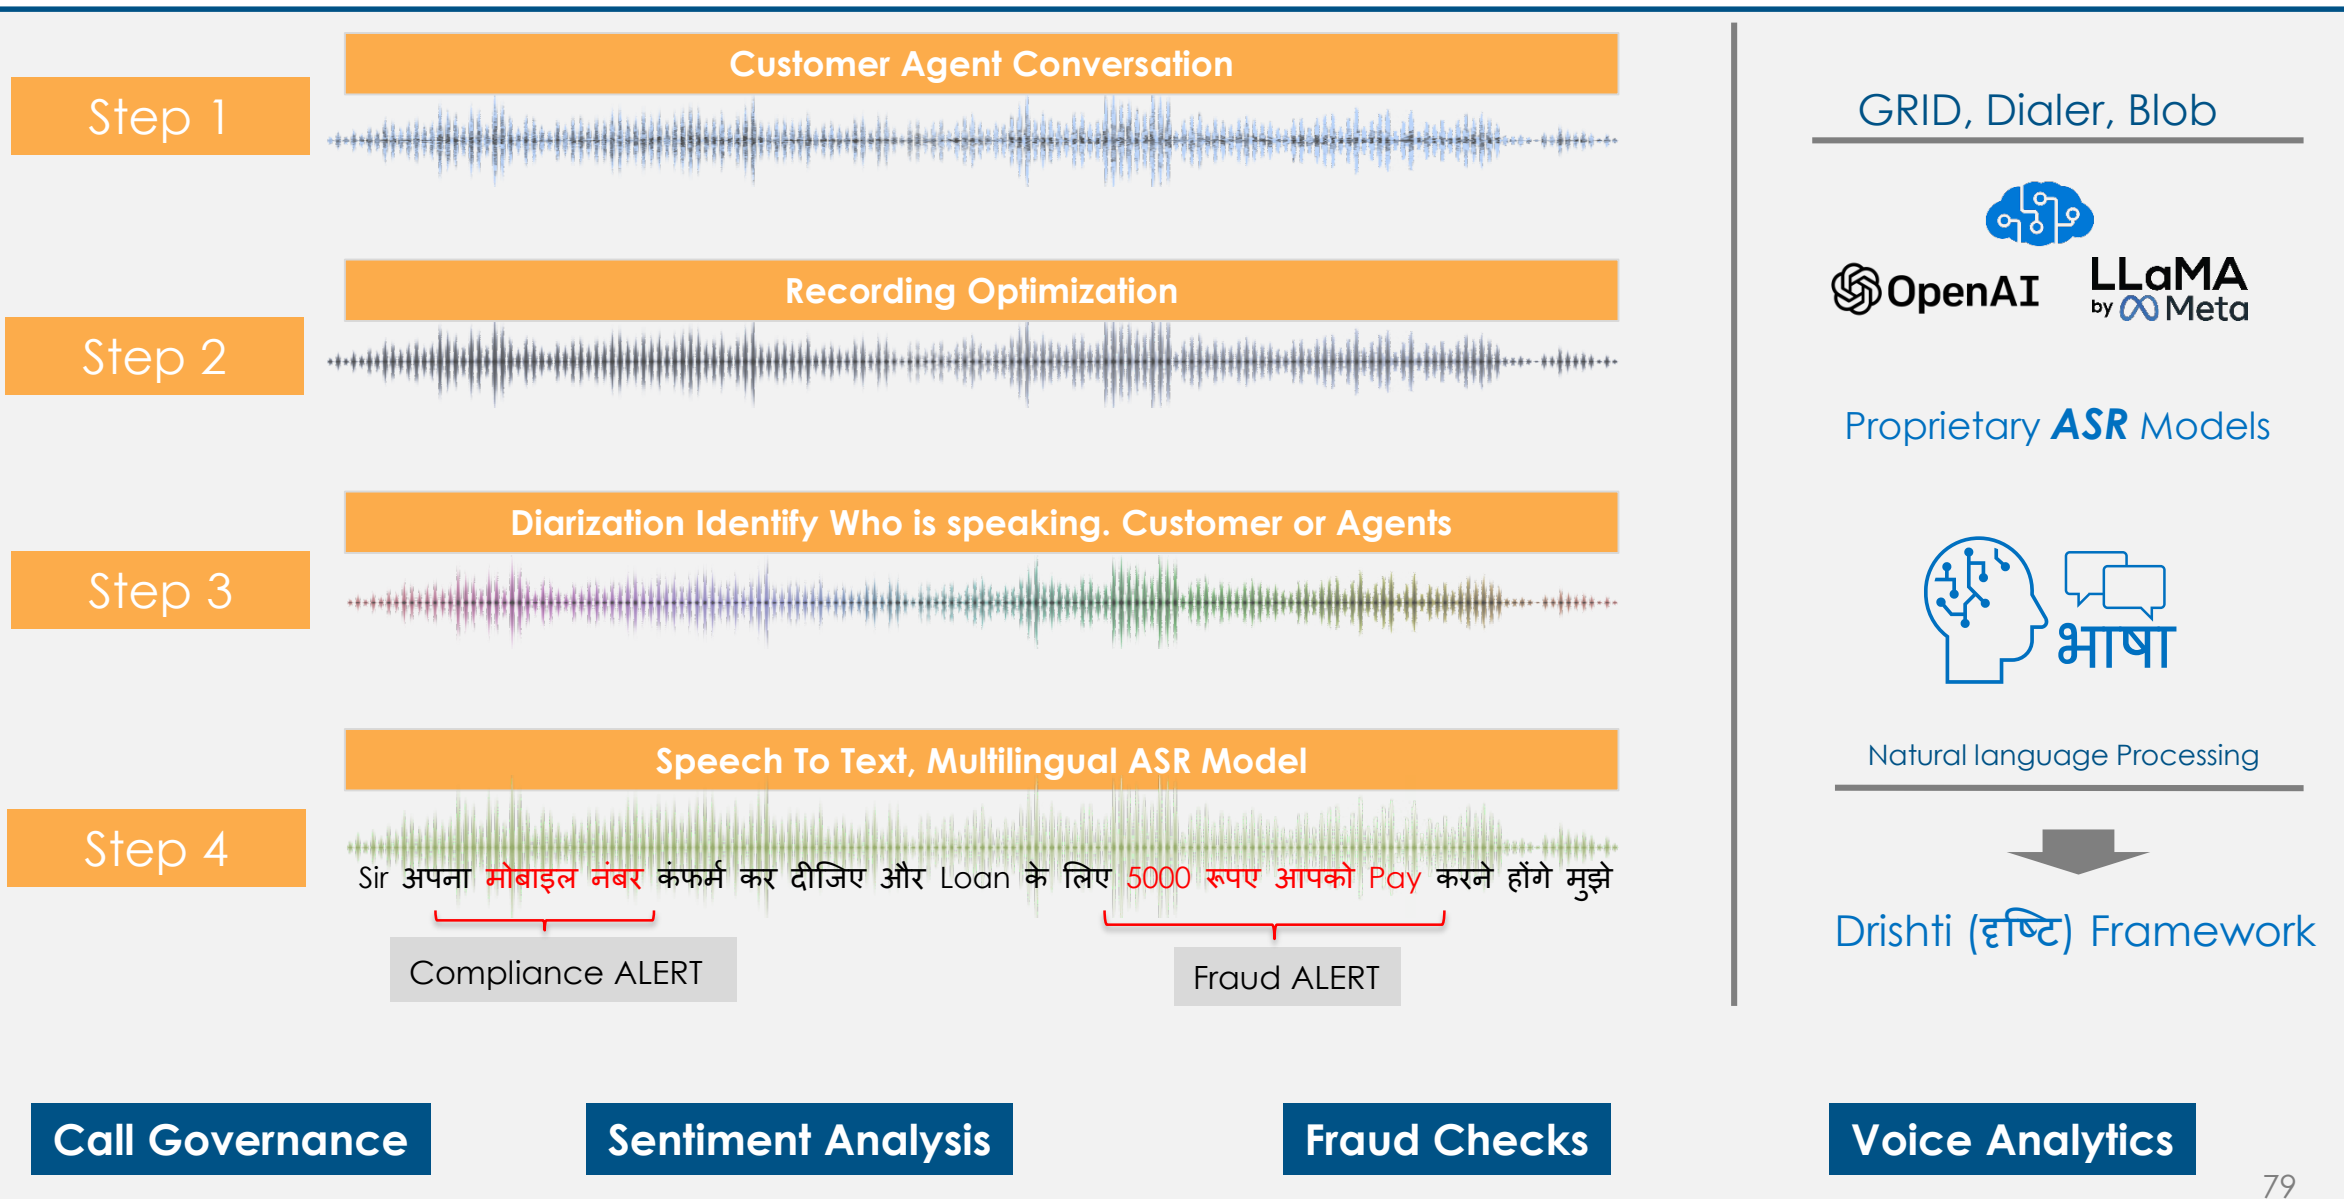 Customer Agent Conversation
Step 1
Recording Optimization
Step 2
Diarization Identify Who is speaking. Customer or Agents
Step 3
Speech To Text, Multilingual ASR Model
Step 4
Sir अपना मोबाइल नंबर कंफर्म कर दीजिए और Loan के लिए 5000 रूपए आपको Pay करने होंगे मुझे
Compliance ALERT
Fraud ALERT
GRID, Dialer, Blob
OpenAI
LLaMA
by Meta
Proprietary ASR Models
भाषा
Natural language Processing
Drishti (दृष्टि) Framework
Call Governance
Sentiment Analysis
Fraud Checks
Voice Analytics
79